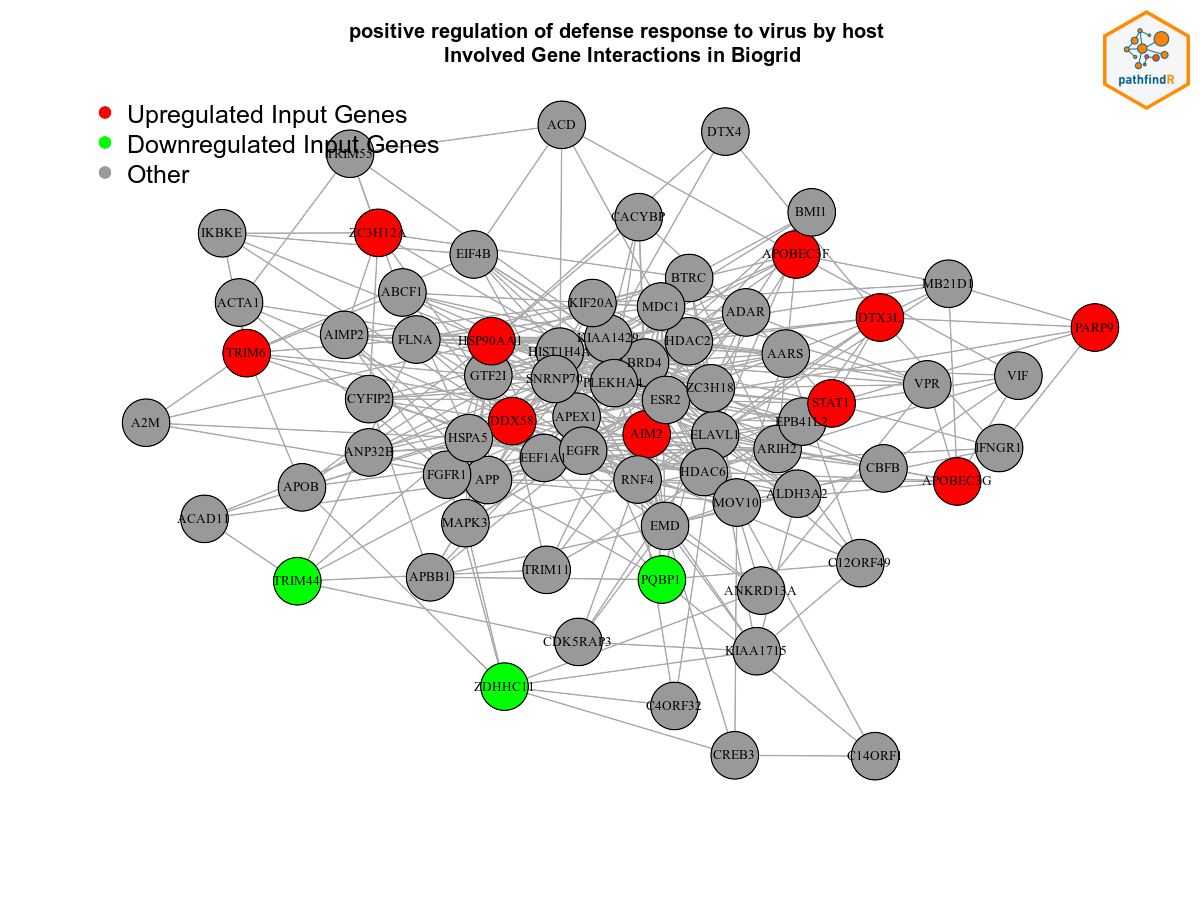 positive regulation of defense response to virus by host
Involved Gene Interactions in Biogrid
pathfindR
Upregulated Input Genes
Downregulated Input Genes
Other
ACD
DTX4
TRIM55
BMI1
CACYBP
IKBKE
ZC3H12A
EIF4B
APOBEC3F
BTRC
MB21D1
ABCF1
ACTA1
KIF20A
MDC1
ADAR
DTX3L
PARP9
AIMP2
FLNA
HSP90AA1
KIAA1429
HDAC2
TRIM6
HIST1H4A
AARS
BRD4
GTF2I
SNRNP70
PLEKHA4
ZC3H18
VPR
VIF
CYFIP2
ESR2
STAT1
A2M
DDX58
APEX1
AIM2
ELAVL1
EPB41L2
HSPA5
ANP32B
EEF1A1
EGFR
ARIH2
IFNGR1
FGFR1
APP
RNF4
HDAC6
CBFB
APOBEC3G
APOB
MOV10
ALDH3A2
ACAD11
MAPK3
EMD
TRIM44
APBB1
TRIM11
PQBP1
C12ORF49
ANKRD13A
CDK5RAP3
KIAA1715
ZDHHC11
C4ORF32
CREB3
C14ORF1